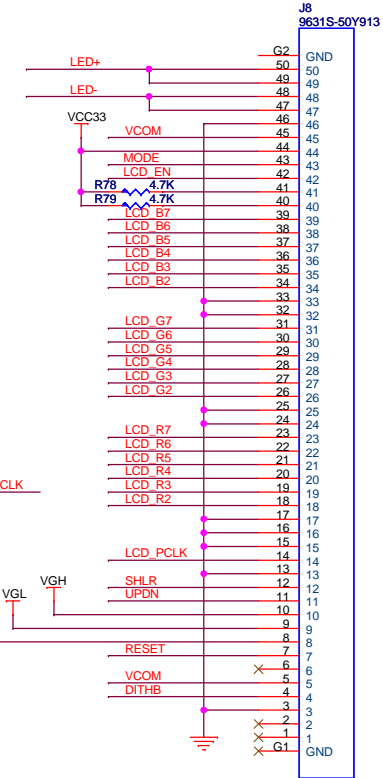 J8
9631S-50Y913
G2 GND
LED+ 50 50
49 49
LED- 48 48
47 47
VCC33 46 46
VCOM 45 45
44 44
MODE 43 43
LCD_EN 42 42
R78 4.7K 41 41
R79 4.7K 40 40
LCD_B7 39 39
LCD_B6 38 38
LCD_B5 37 37
LCD_B4 36 36
LCD_B3 35 35
LCD_B2 34 34
33 33
32 32
LCD_G7 31 31
LCD_G6 30 30
LCD_G5 29 29
LCD_G4 28 28
LCD_G3 27 27
LCD_G2 26 26
25 25
24 24
LCD_R7 23 23
LCD_R6 22 22
LCD_R5 21 21
LCD_R4 20 20
CLK LCD_R3 19 19
LCD_R2 18 18
17 17
16 16
15 15
LCD_PCLK 14 14
13 13
VGH SHLR 12 12
VGL UPDN 11 11
10 10
9 9
8 8
RESET 7 7
6 6
VCOM 5 5
DITHB 4 4
3 3
2 2
1 1
G1 GND